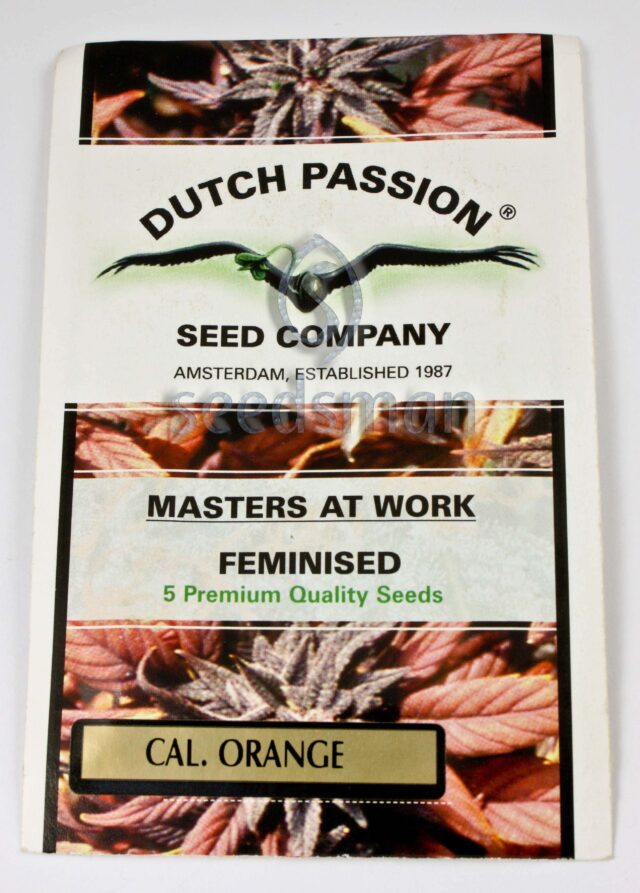 DUTCH PASSION ®
SEED COMPANY
AMSTERDAM, ESTABLISHED 1987
seedsman
MASTERS AT WORK
FEMINISED
5 Premium Quality Seeds
CAL. ORANGE